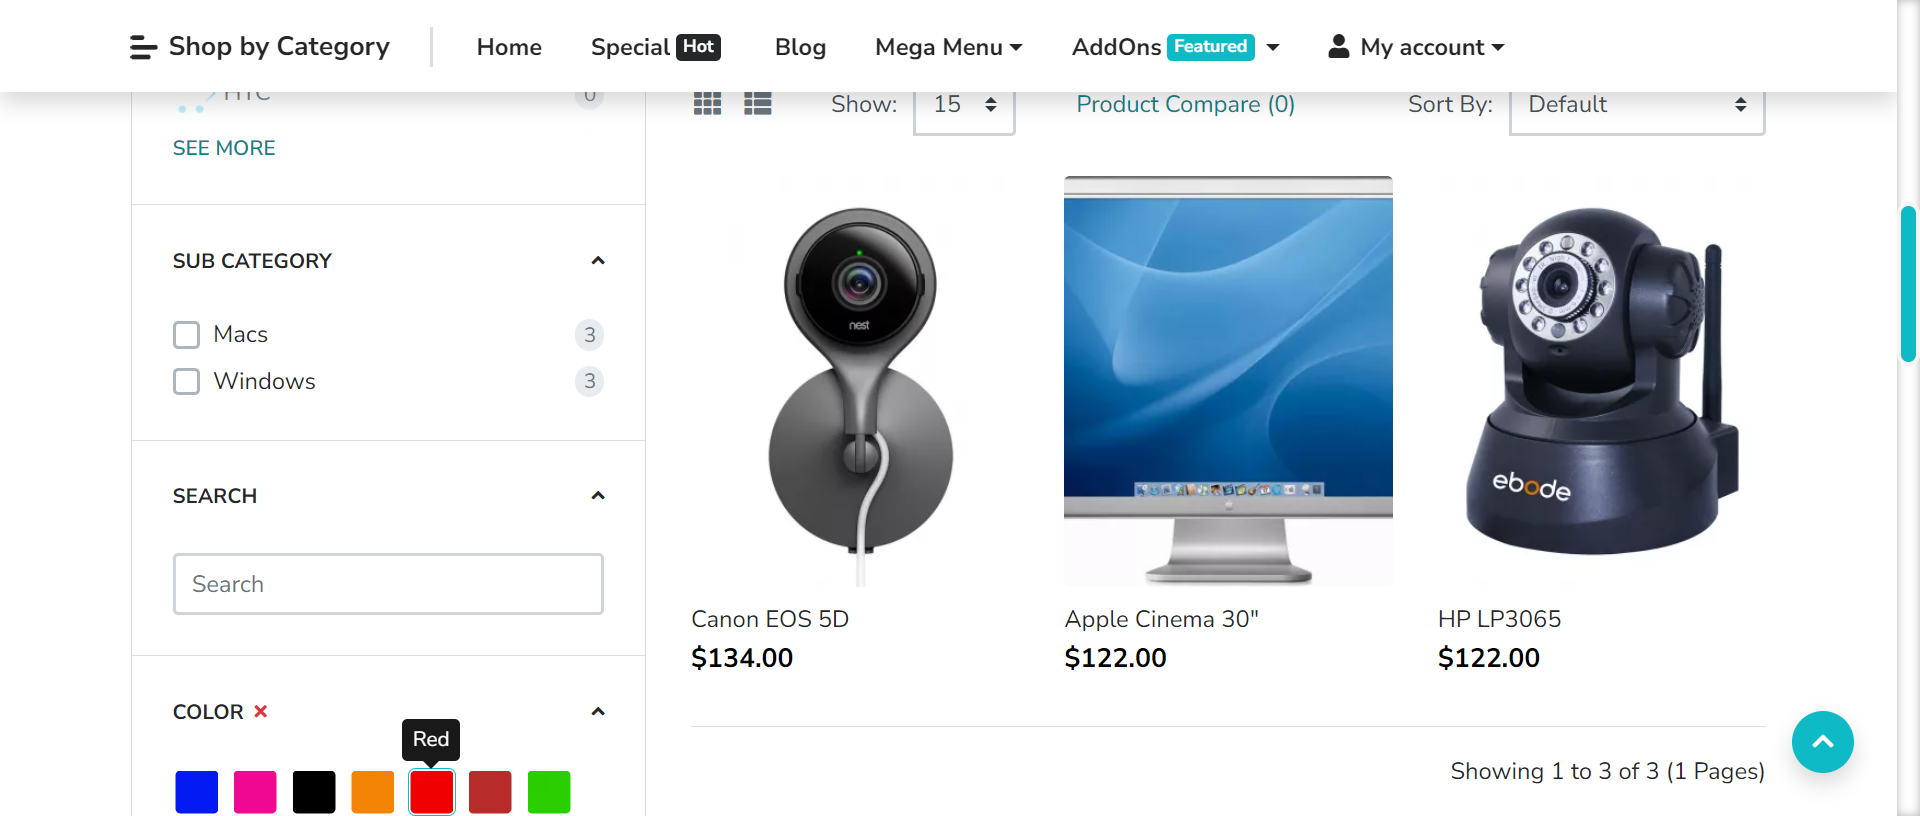 Shop by Category
Home
Special Hot
Blog
Mega Menu
AddOns Featured
My account
HTC
0
SEE MORE
Show:
15
Product Compare (0)
Sort By:
Default
SUB CATEGORY
Macs
3
Windows
3
SEARCH
Search
COLOR
Red
nest
ebode
Canon EOS 5D
$134.00
Apple Cinema 30"
$122.00
HP LP3065
$122.00
Showing 1 to 3 of 3 (1 Pages)